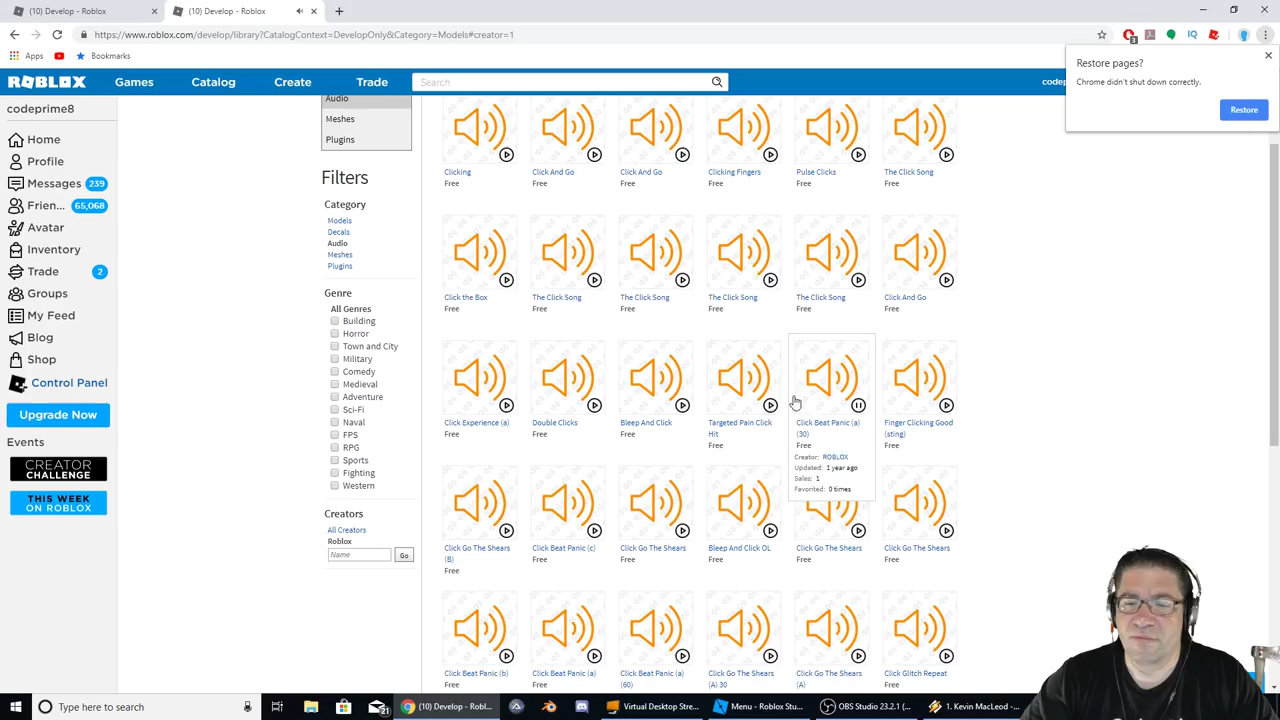 (10) Develop - Roblox
(10) Develop - Roblox
https://www.roblox.com/develop/library?CatalogContext=DevelopOnly&Category=Models#creator=1
Apps
Bookmarks
Restore pages?
Chrome didn't shut down correctly.
Restore
ROBLOX
Games
Catalog
Create
Trade
Search
codep
codeprime8
Home
Profile
Messages 239
Frien... 65,068
Avatar
Inventory
Trade 2
Groups
My Feed
Blog
Shop
Control Panel
Upgrade Now
Events
CREATOR
CHALLENGE
THIS WEEK
ON ROBLOX
Audio
Meshes
Plugins
Filters
Category
Models
Decals
Audio
Meshes
Plugins
Genre
All Genres
Building
Horror
Town and City
Military
Comedy
Medieval
Adventure
Sci-Fi
Naval
FPS
RPG
Sports
Fighting
Western
Creators
All Creators
Roblox
Name Go
Clicking
Free
Click And Go
Free
Click And Go
Free
Clicking Fingers
Free
Pulse Clicks
Free
The Click Song
Free
Click the Box
Free
The Click Song
Free
The Click Song
Free
The Click Song
Free
The Click Song
Free
Click And Go
Free
Click Experience (a)
Free
Double Clicks
Free
Bleep And Click
Free
Targeted Pain Click
Hit
Free
Click Beat Panic (a)
(30)
Free
Creator: ROBLOX
Updated: 1 year ago
Sales: 1
Favorited: 0 times
Finger Clicking Good
(sting)
Free
Click Go The Shears
(B)
Free
Click Beat Panic (c)
Free
Click Go The Shears
Free
Bleep And Click OL
Free
Click Go The Shears
Free
Click Go The Shears
Free
Click Beat Panic (b)
Free
Click Beat Panic (a)
Free
Click Beat Panic (a)
(60)
Click Go The Shears
(A) 30
Click Go The Shears
(A)
Click Glitch Repeat
Free
Type here to search
(10) Develop - Robl...
21
Virtual Desktop Stre...
Menu - Roblox Stu...
OBS Studio 23.2.1 (...
1. Kevin MacLeod -...